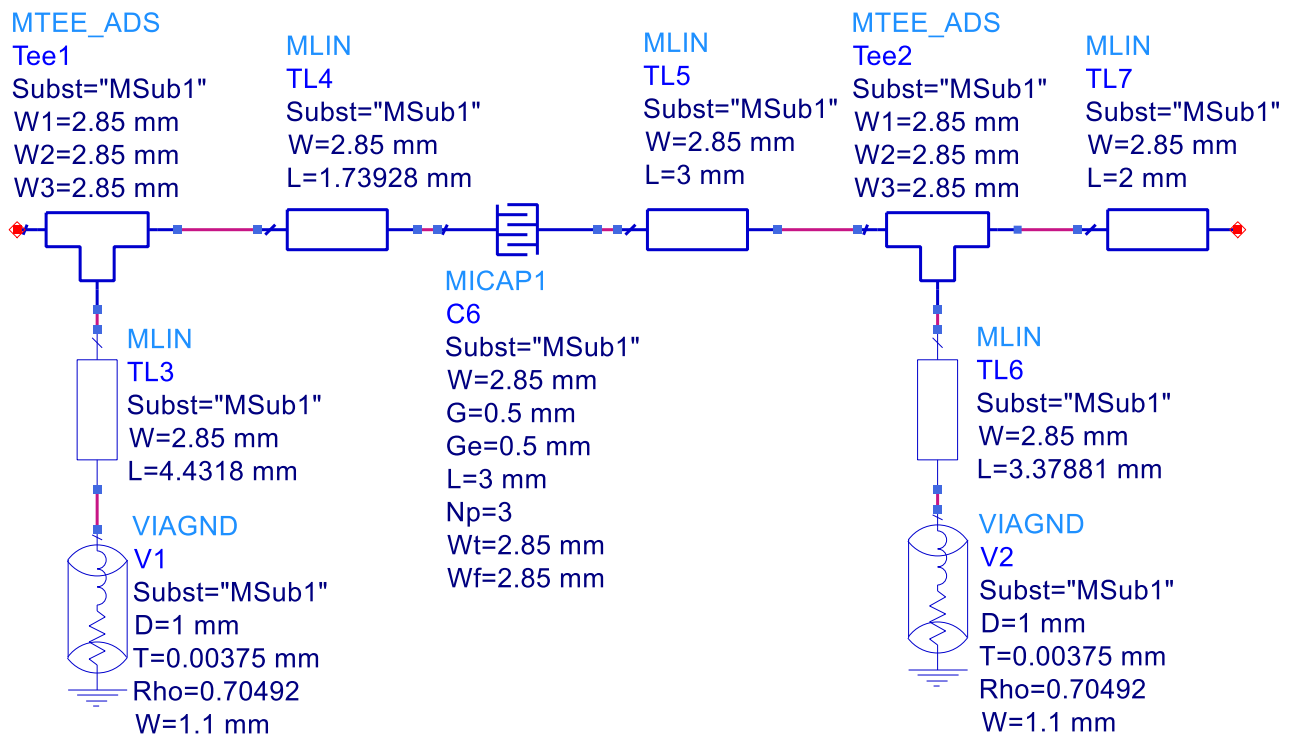 MTEE_ADS
Tee1
Subst="MSub1"
W1=2.85 mm
W2=2.85 mm
W3=2.85 mm
MLIN
TL4
Subst="MSub1"
W=2.85 mm
L=1.73928 mm
MLIN
TL5
Subst="MSub1"
W=2.85 mm
L=3 mm
MTEE_ADS
Tee2
Subst="MSub1"
W1=2.85 mm
W2=2.85 mm
W3=2.85 mm
MLIN
TL7
Subst="MSub1"
W=2.85 mm
L=2 mm
MLIN
TL3
Subst="MSub1"
W=2.85 mm
L=4.4318 mm
VIAGND
V1
Subst="MSub1"
D=1 mm
T=0.00375 mm
Rho=0.70492
W=1.1 mm
MICAP1
C6
Subst="MSub1"
W=2.85 mm
G=0.5 mm
Ge=0.5 mm
L=3 mm
Np=3
Wt=2.85 mm
Wf=2.85 mm
MLIN
TL6
Subst="MSub1"
W=2.85 mm
L=3.37881 mm
VIAGND
V2
Subst="MSub1"
D=1 mm
T=0.00375 mm
Rho=0.70492
W=1.1 mm